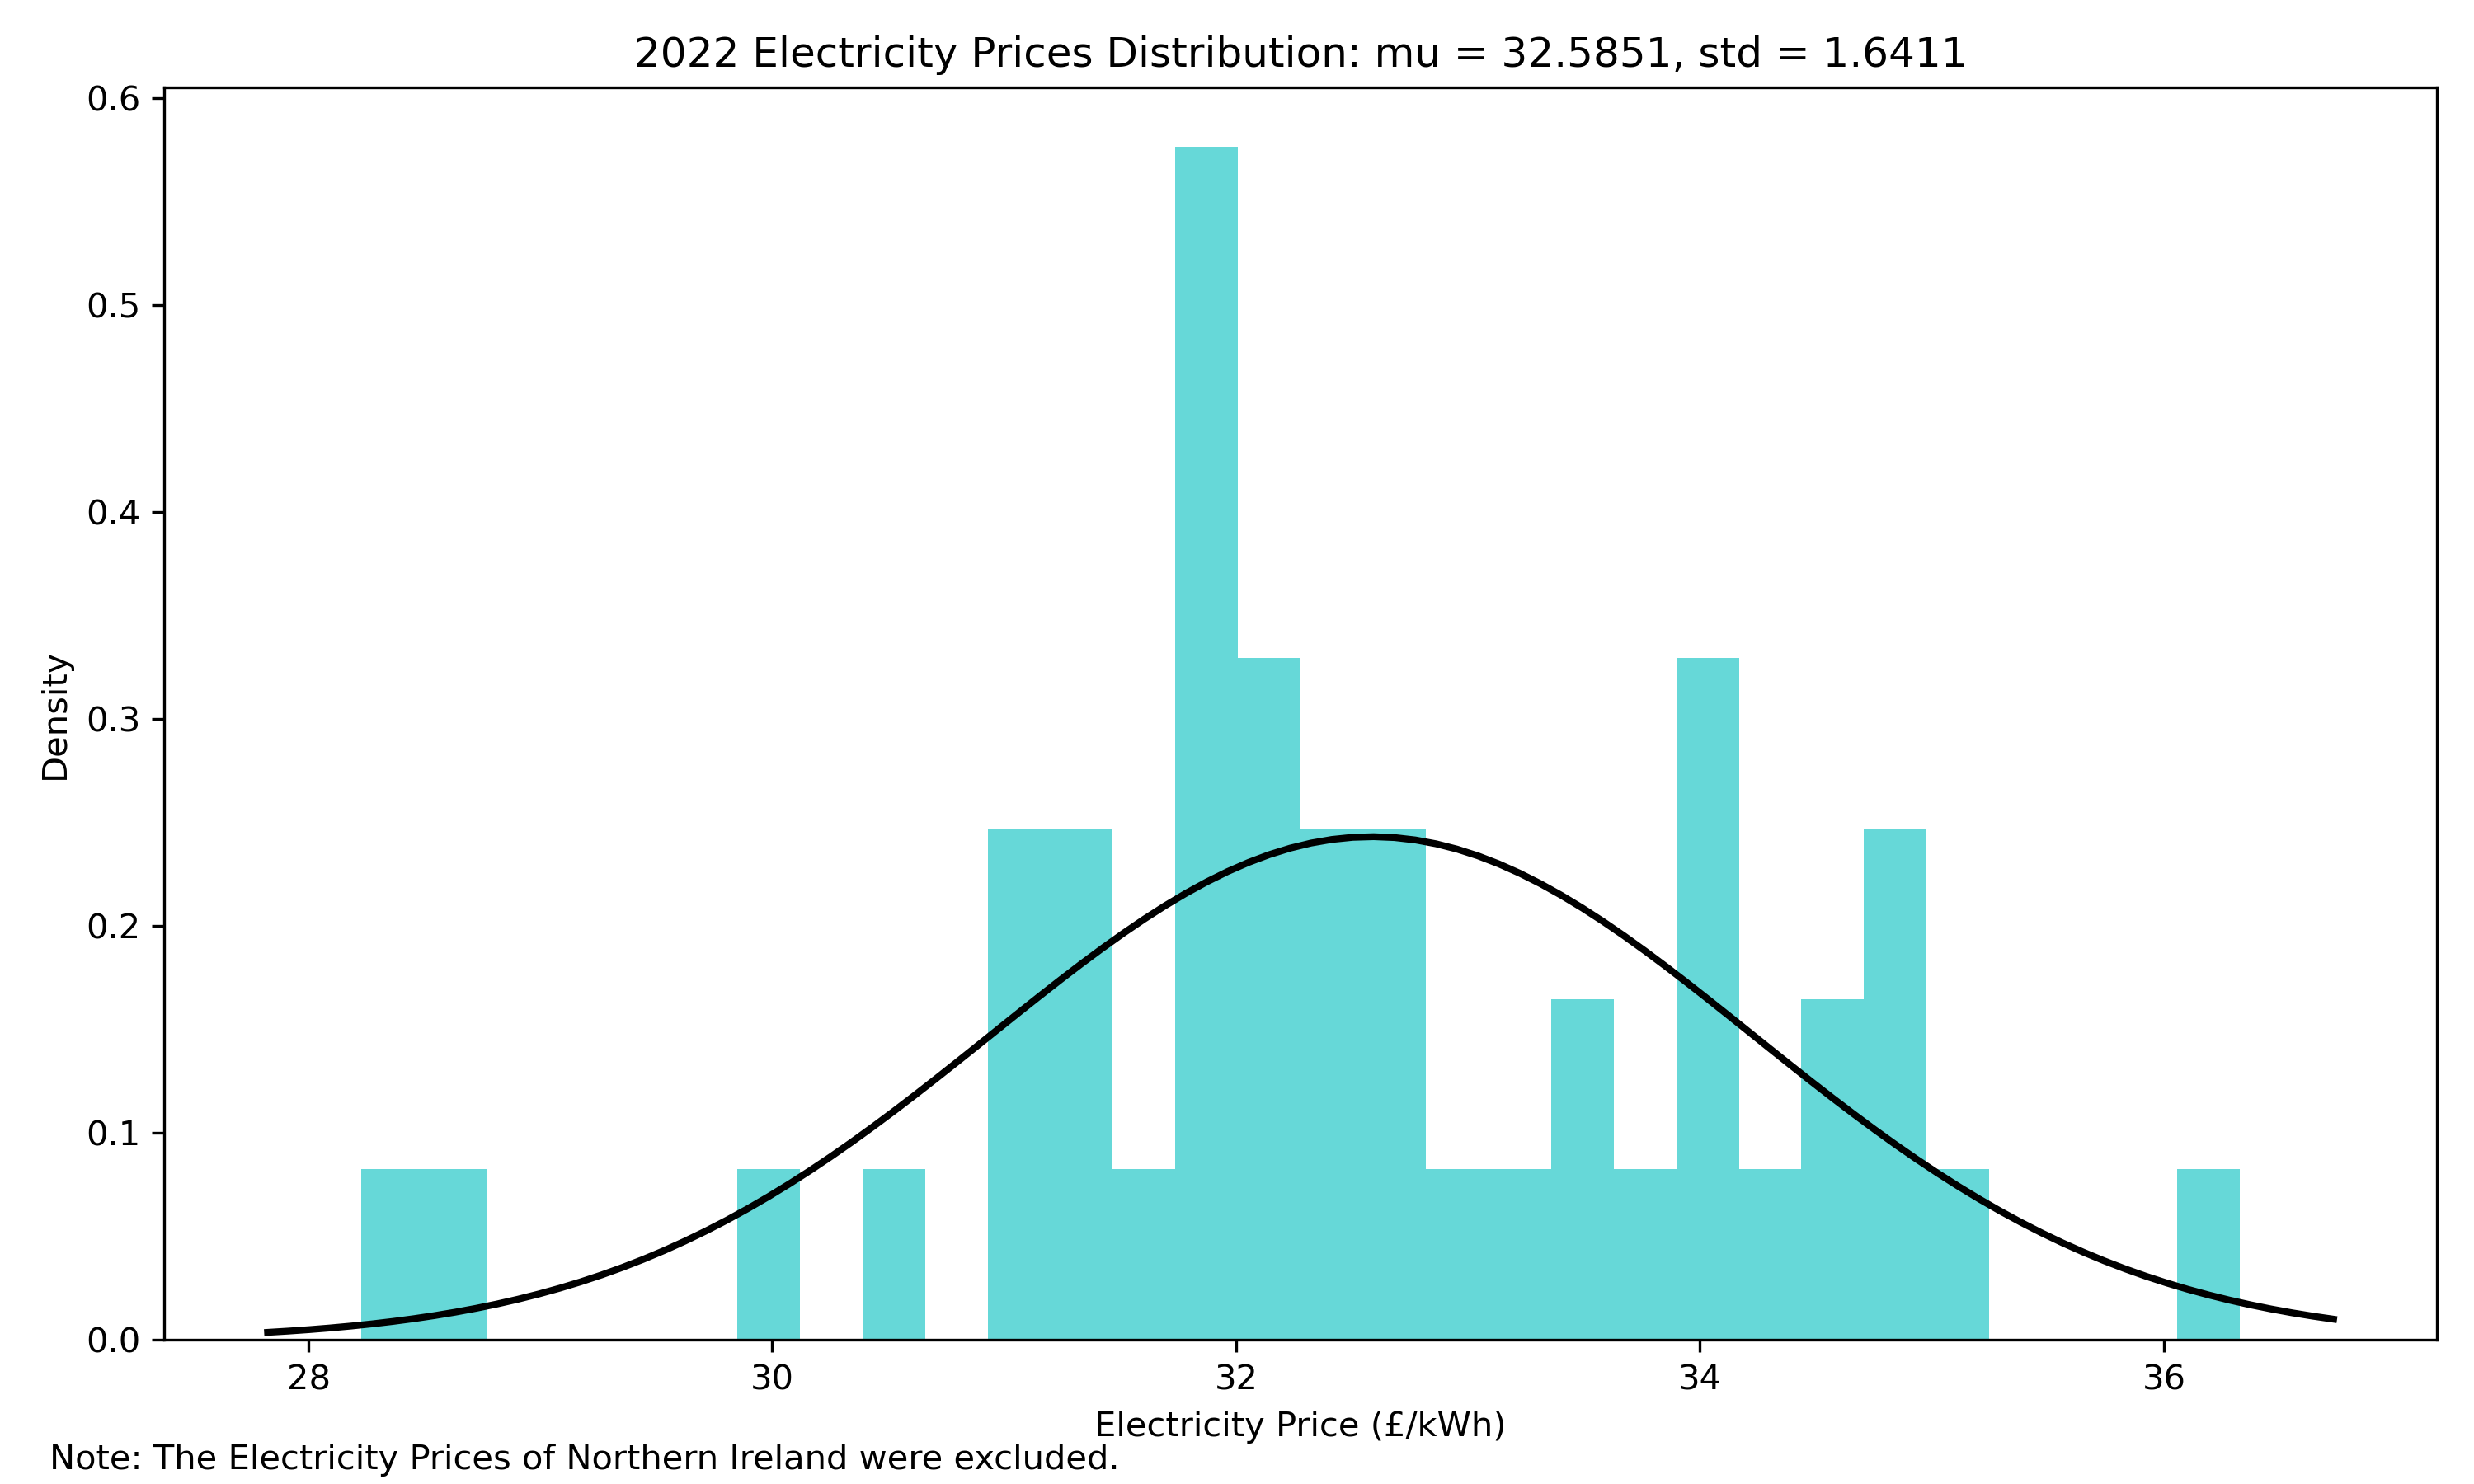 2022 Electricity Prices Distribution: mu = 32.5851, std = 1.6411
0.6
0.5
0.4
0.3
0.2
0.1
0.0
Density
28 30 32 34 36
Electricity Price (£/kWh)
Note: The Electricity Prices of Northern Ireland were excluded.